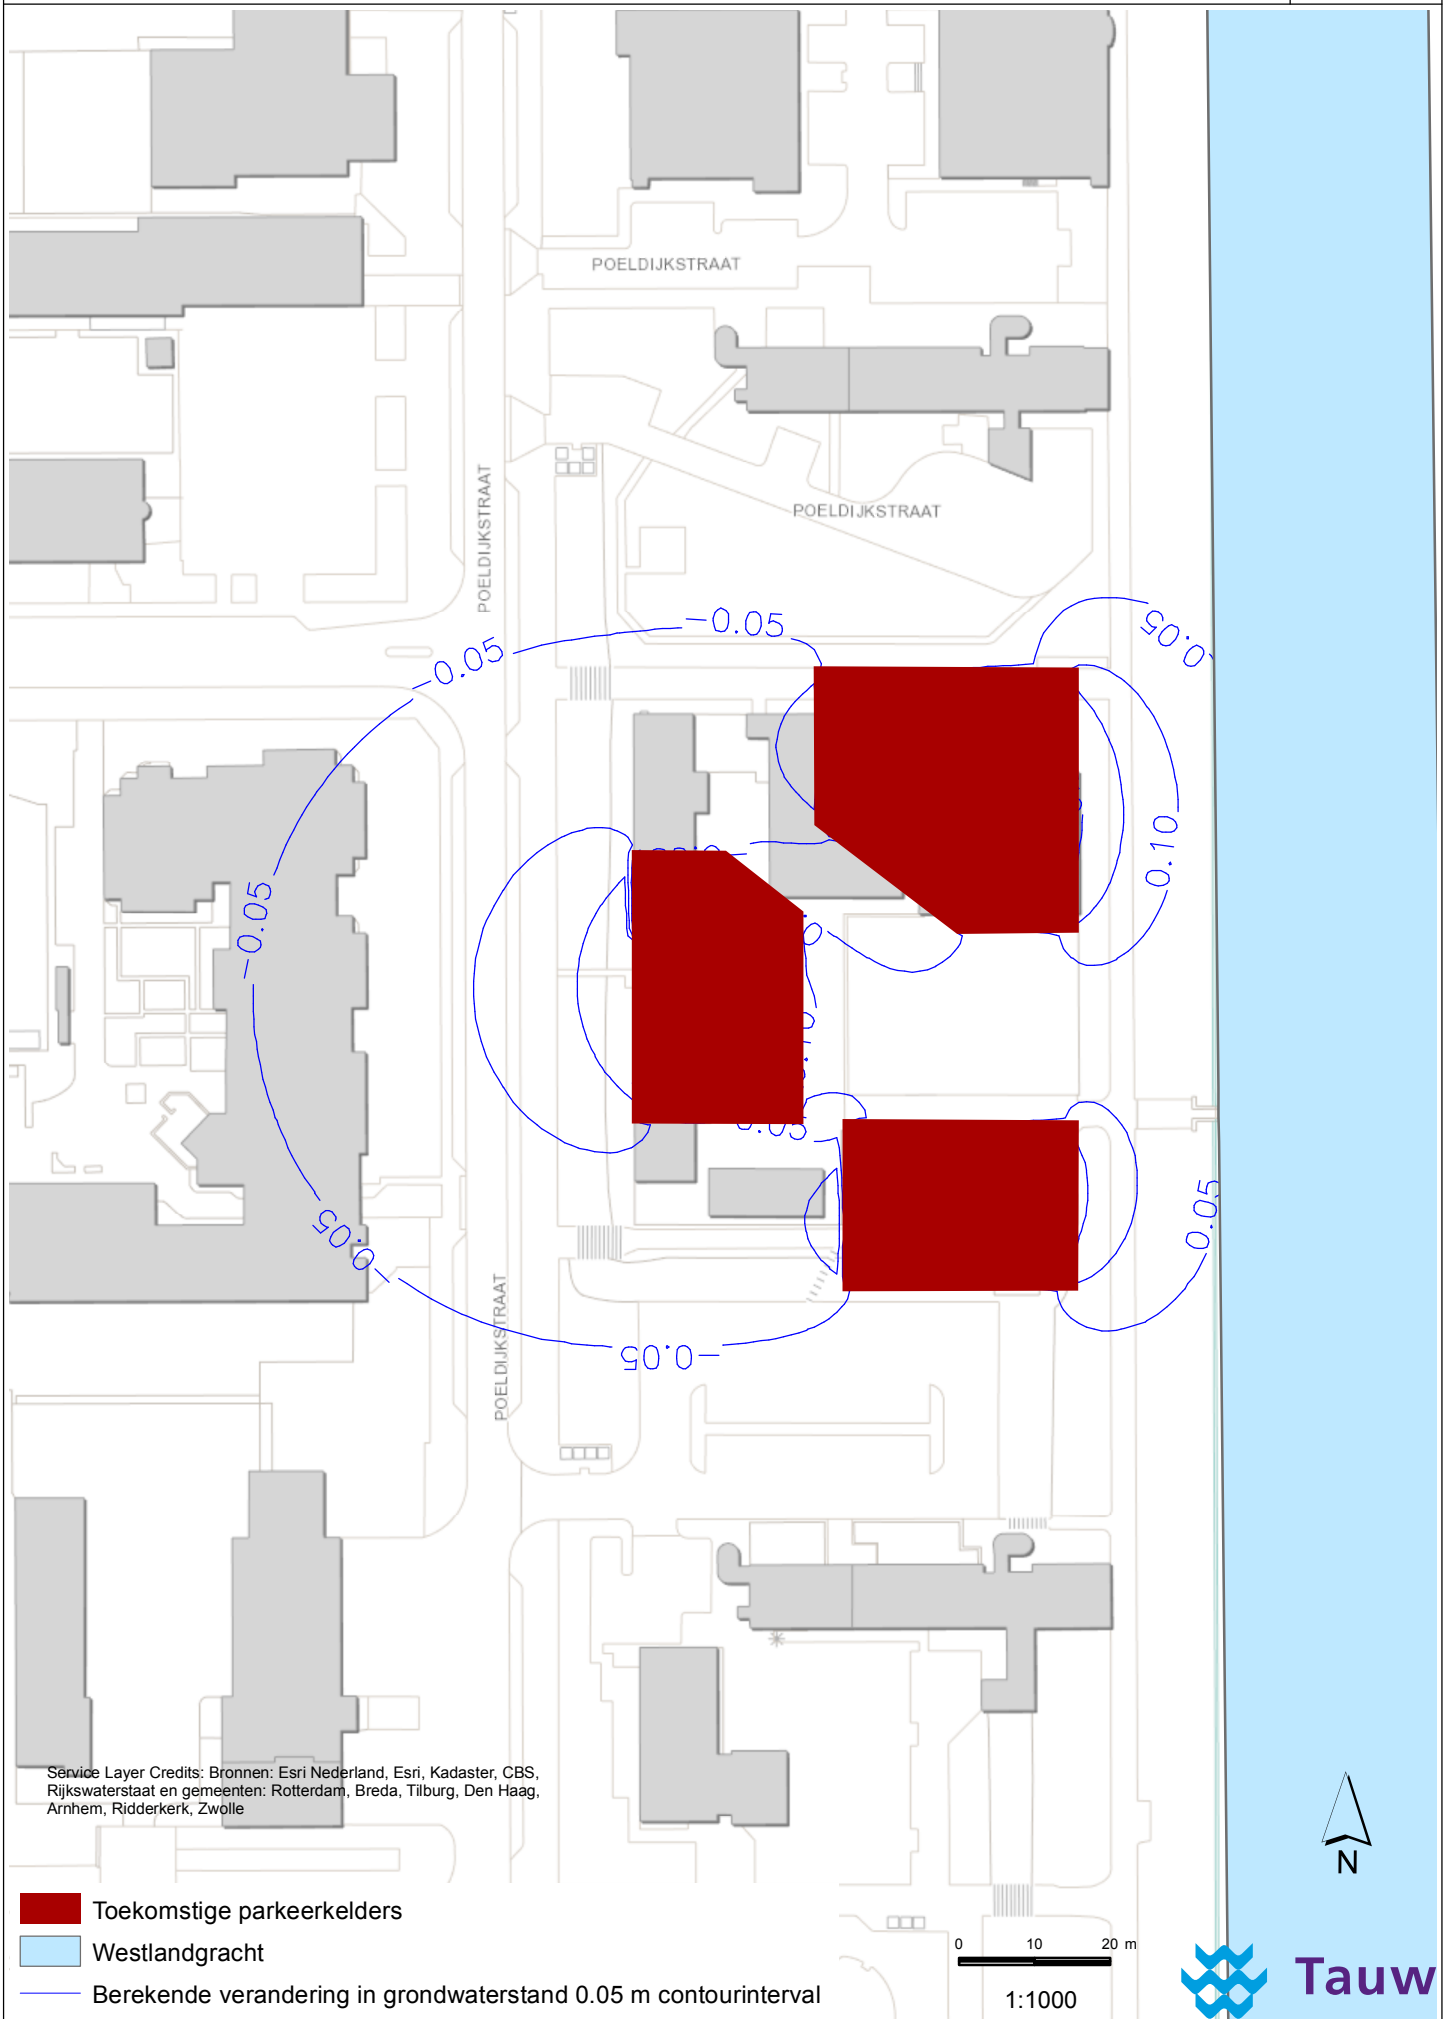 POELDIJKSTRAAT
POELDIJKSTRAAT
POELDIJKSTRAAT
-0.05
0.05
-0.05
0.10
-0.05
0.05
0.05
0.05
-0.05
POELDIJKSTRAAT
Service Layer Credits: Bronnen: Esri Nederland, Esri, Kadaster, CBS,
Rijkswaterstaat en gemeenten: Rotterdam, Breda, Tilburg, Den Haag,
Arnhem, Ridderkerk, Zwolle
N
Toekomstige parkeerkelders
Westlandgracht
Berekende verandering in grondwaterstand 0.05 m contourinterval
0 10 20 m
1:1000
Tauw